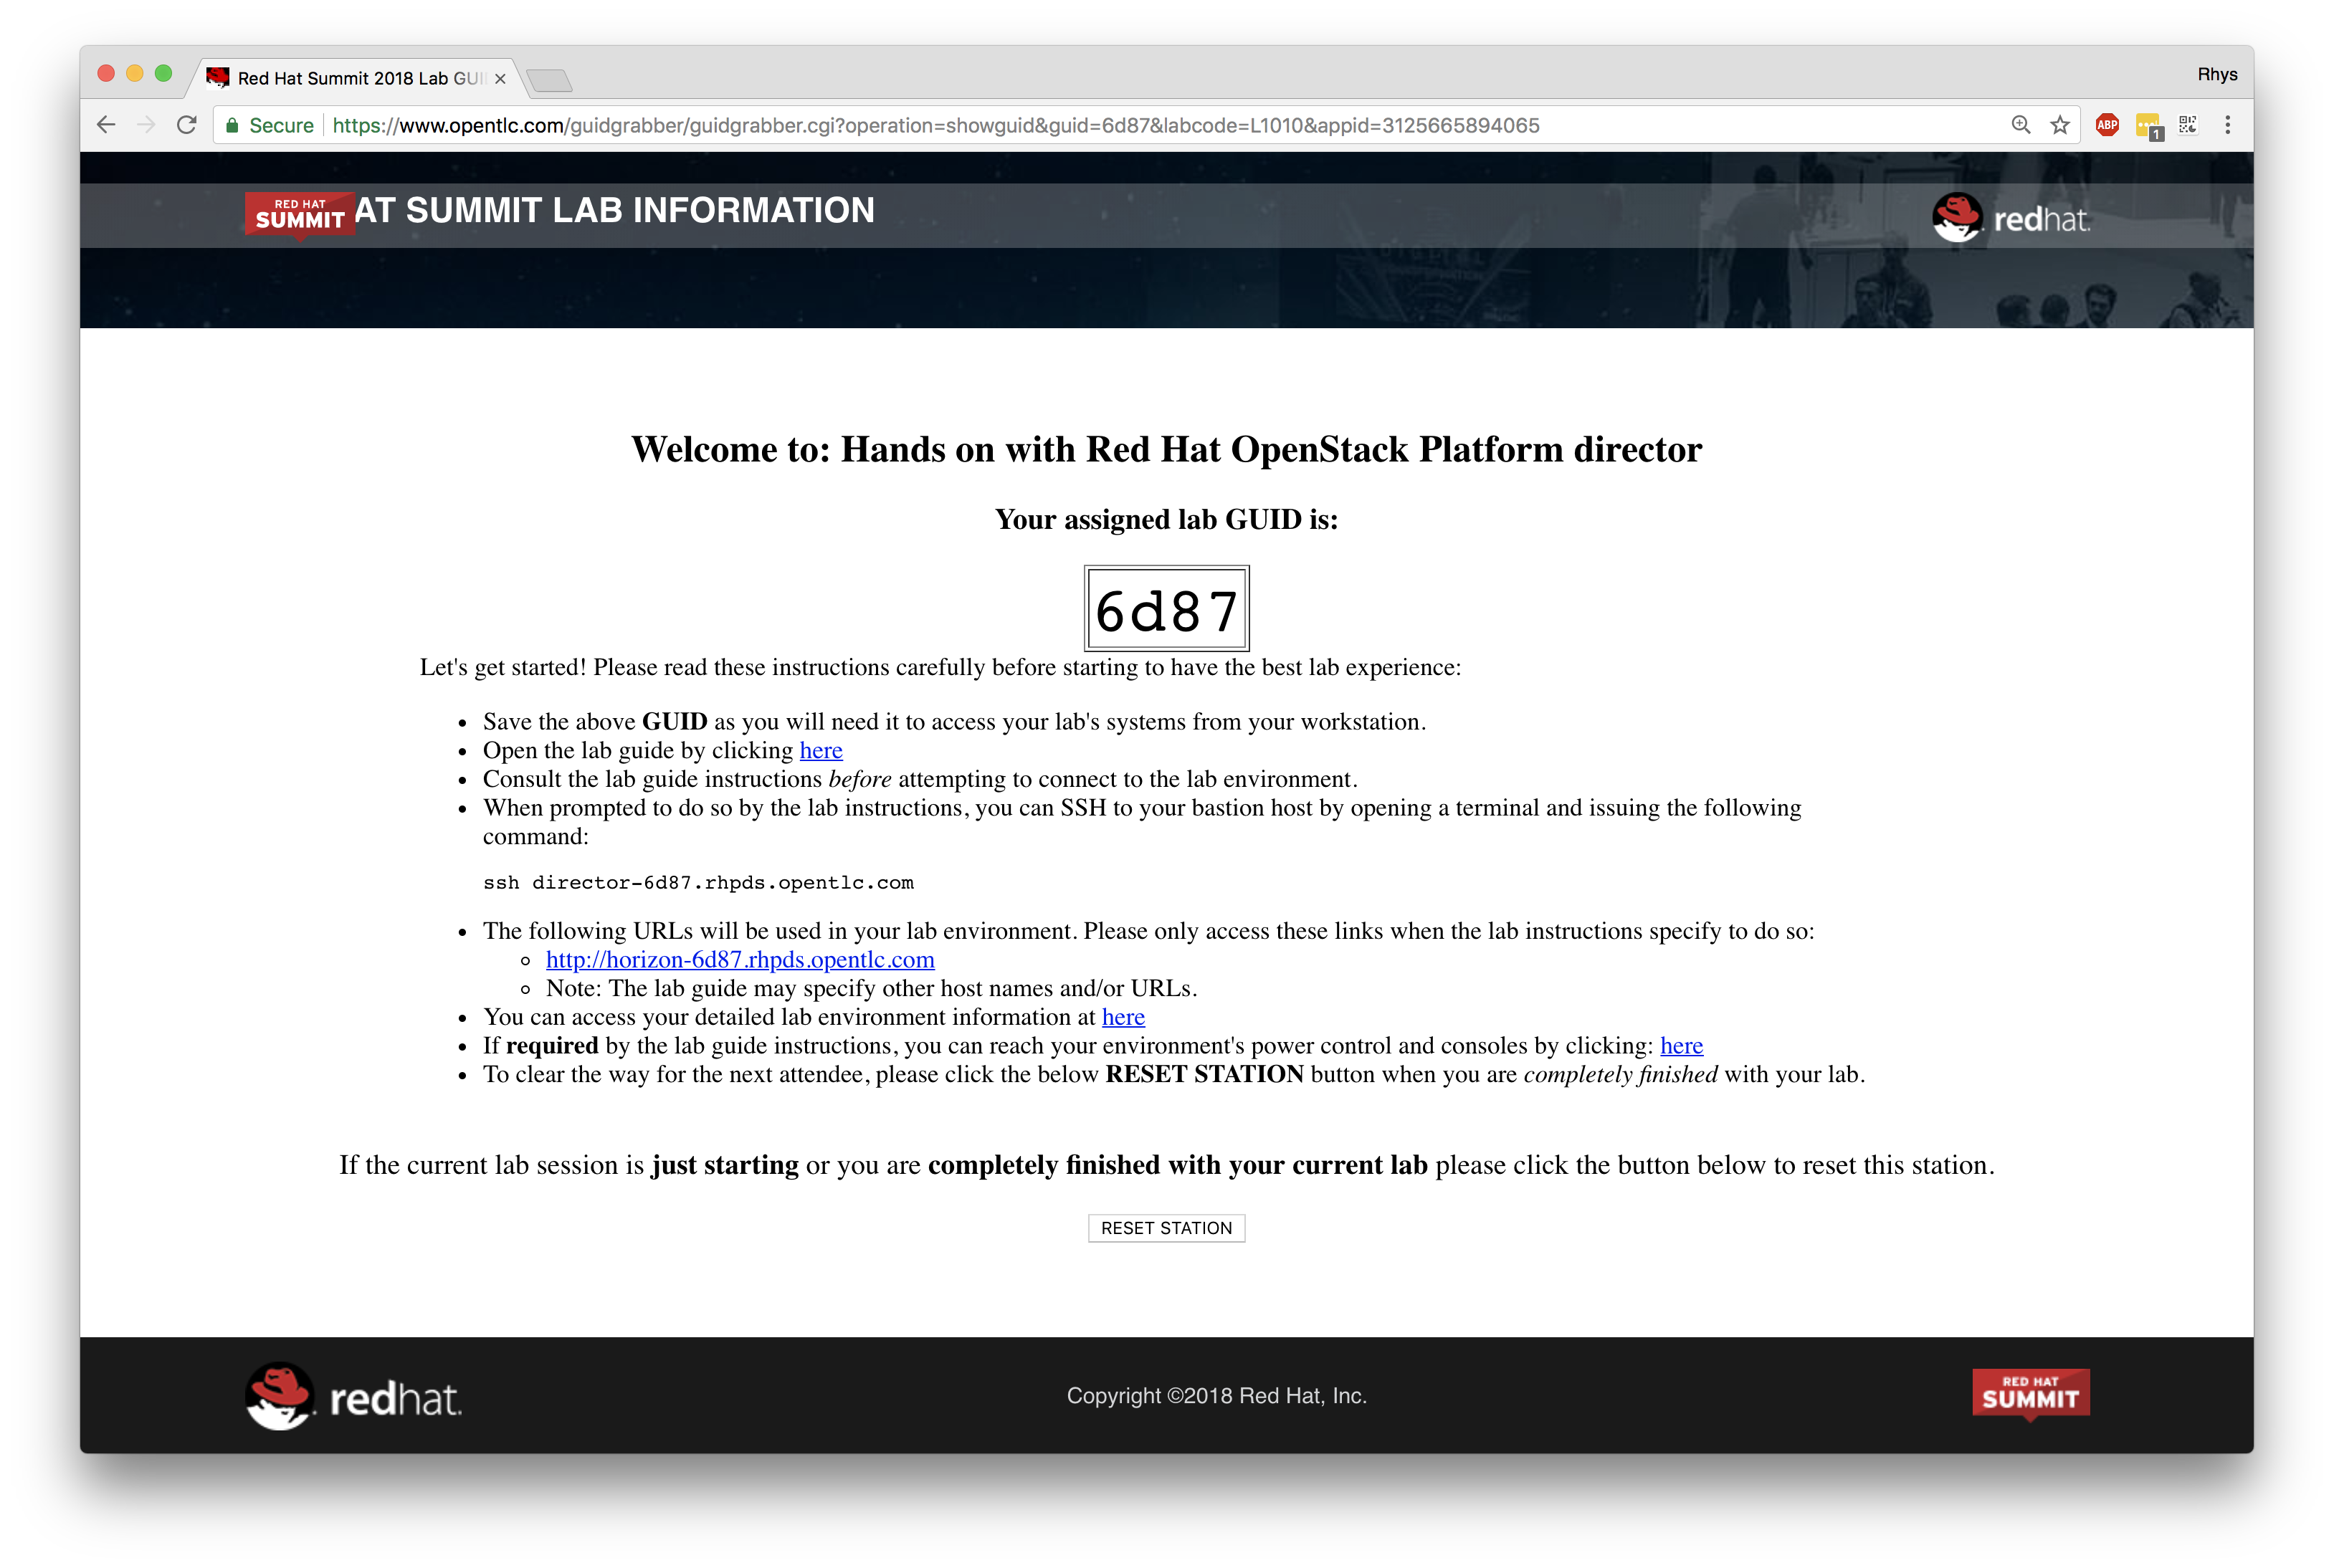 Red Hat Summit 2018 Lab GUI
Rhys
Secure https://www.opentlc.com/guidgrabber/guidgrabber.cgi?operation=showguid&guid=6d87&labcode=L1010&appid=3125665894065
ABP
1
RED HAT
SUMMIT
AT SUMMIT LAB INFORMATION
redhat.
Welcome to: Hands on with Red Hat OpenStack Platform director
Your assigned lab GUID is:
6d87
Let's get started! Please read these instructions carefully before starting to have the best lab experience:
• Save the above GUID as you will need it to access your lab's systems from your workstation.
• Open the lab guide by clicking here
• Consult the lab guide instructions before attempting to connect to the lab environment.
• When prompted to do so by the lab instructions, you can SSH to your bastion host by opening a terminal and issuing the following
command:
ssh director-6d87.rhpds.opentlc.com
• The following URLs will be used in your lab environment. Please only access these links when the lab instructions specify to do so:
◦ http://horizon-6d87.rhpds.opentlc.com
◦ Note: The lab guide may specify other host names and/or URLs.
• You can access your detailed lab environment information at here
• If required by the lab guide instructions, you can reach your environment's power control and consoles by clicking: here
• To clear the way for the next attendee, please click the below RESET STATION button when you are completely finished with your lab.
If the current lab session is just starting or you are completely finished with your current lab please click the button below to reset this station.
RESET STATION
redhat.
Copyright ©2018 Red Hat, Inc.
RED HAT
SUMMIT